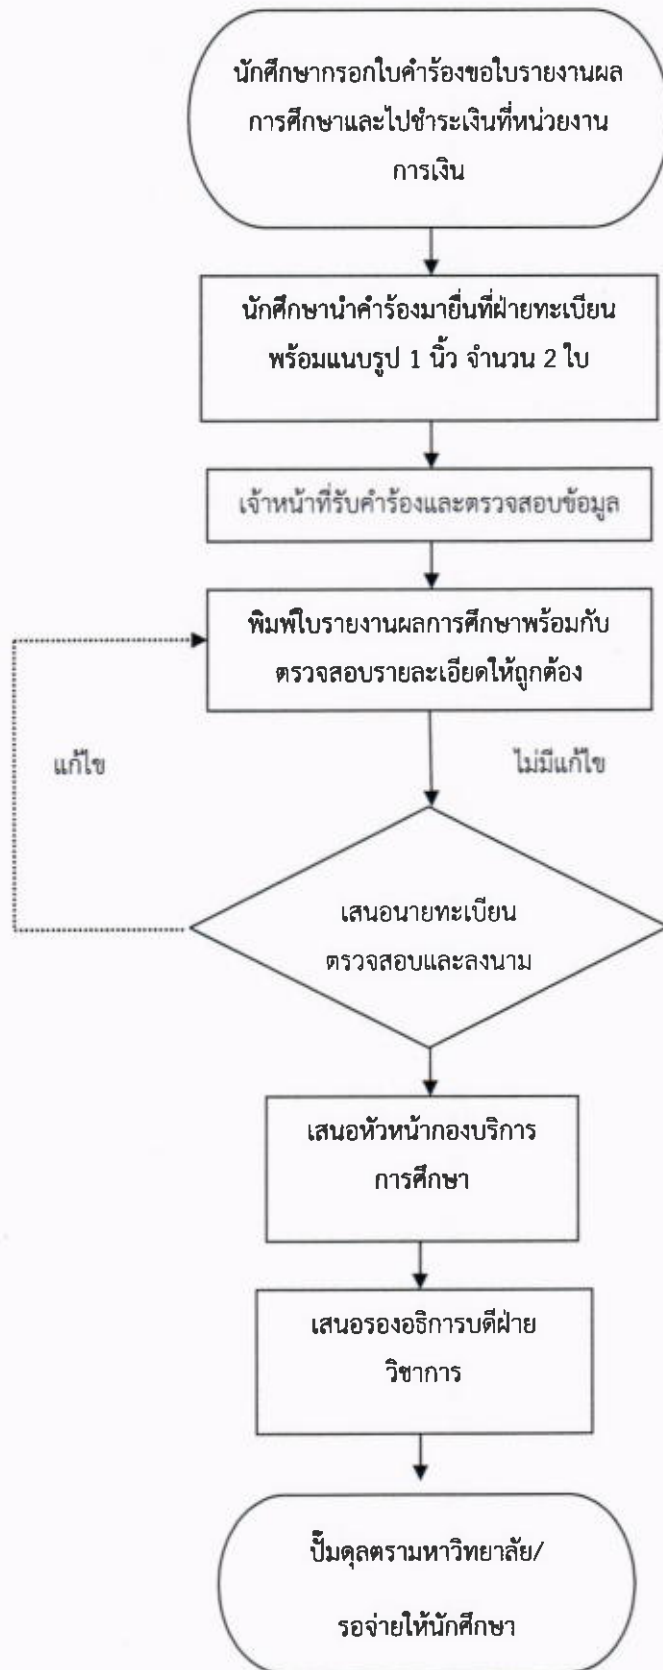 นักศึกษากรอกใบคำร้องขอใบรายงานผล
การศึกษาและไปชำระเงินที่หน่วยงาน
การเงิน
นักศึกษานำคำร้องมายื่นที่ฝ่ายทะเบียน
พร้อมแนบรูป 1 นิ้ว จำนวน 2 ใบ
เจ้าหน้าที่รับคำร้องและตรวจสอบข้อมูล
พิมพ์ใบรายงานผลการศึกษาพร้อมกับ
ตรวจสอบรายละเอียดให้ถูกต้อง
แก้ไข
ไม่มีแก้ไข
เสนอนายทะเบียน
ตรวจสอบและลงนาม
เสนอหัวหน้ากองบริการ
การศึกษา
เสนอรองอธิการบดีฝ่าย
วิชาการ
ปั๊มดุลตรามหาวิทยาลัย/
รอจ่ายให้นักศึกษา